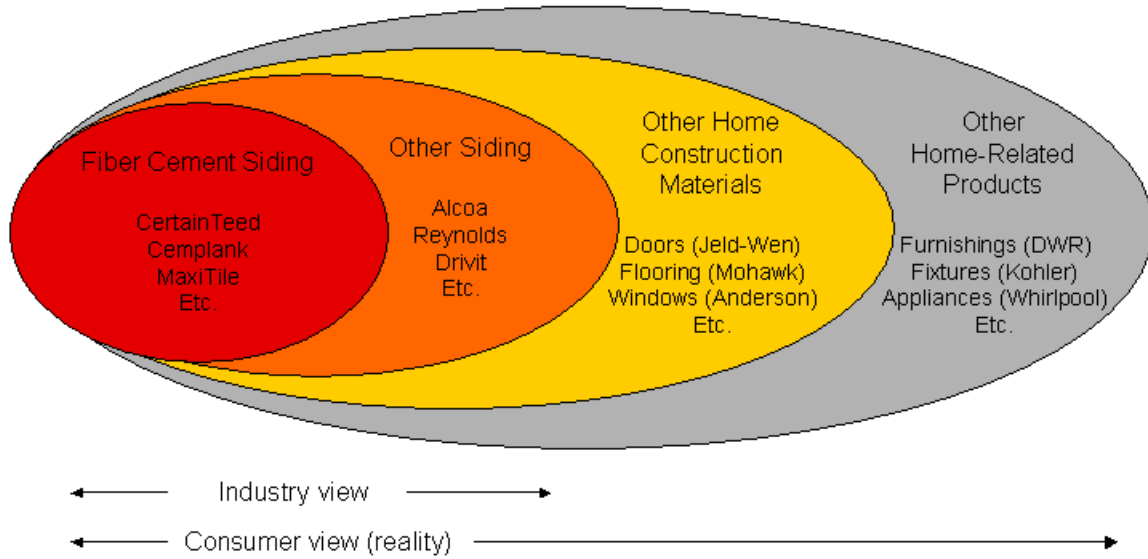 Fiber Cement Siding
CertainTeed
Cemplank
MaxiTile
Etc.
Other Siding
Alcoa
Reynolds
Drivit
Etc.
Other Home
Construction
Materials
Doors (Jeld-Wen)
Flooring (Mohawk)
Windows (Anderson)
Etc.
Other
Home-Related
Products
Furnishings (DWR)
Fixtures (Kohler)
Appliances (Whirlpool)
Etc.
Industry view
Consumer view (reality)